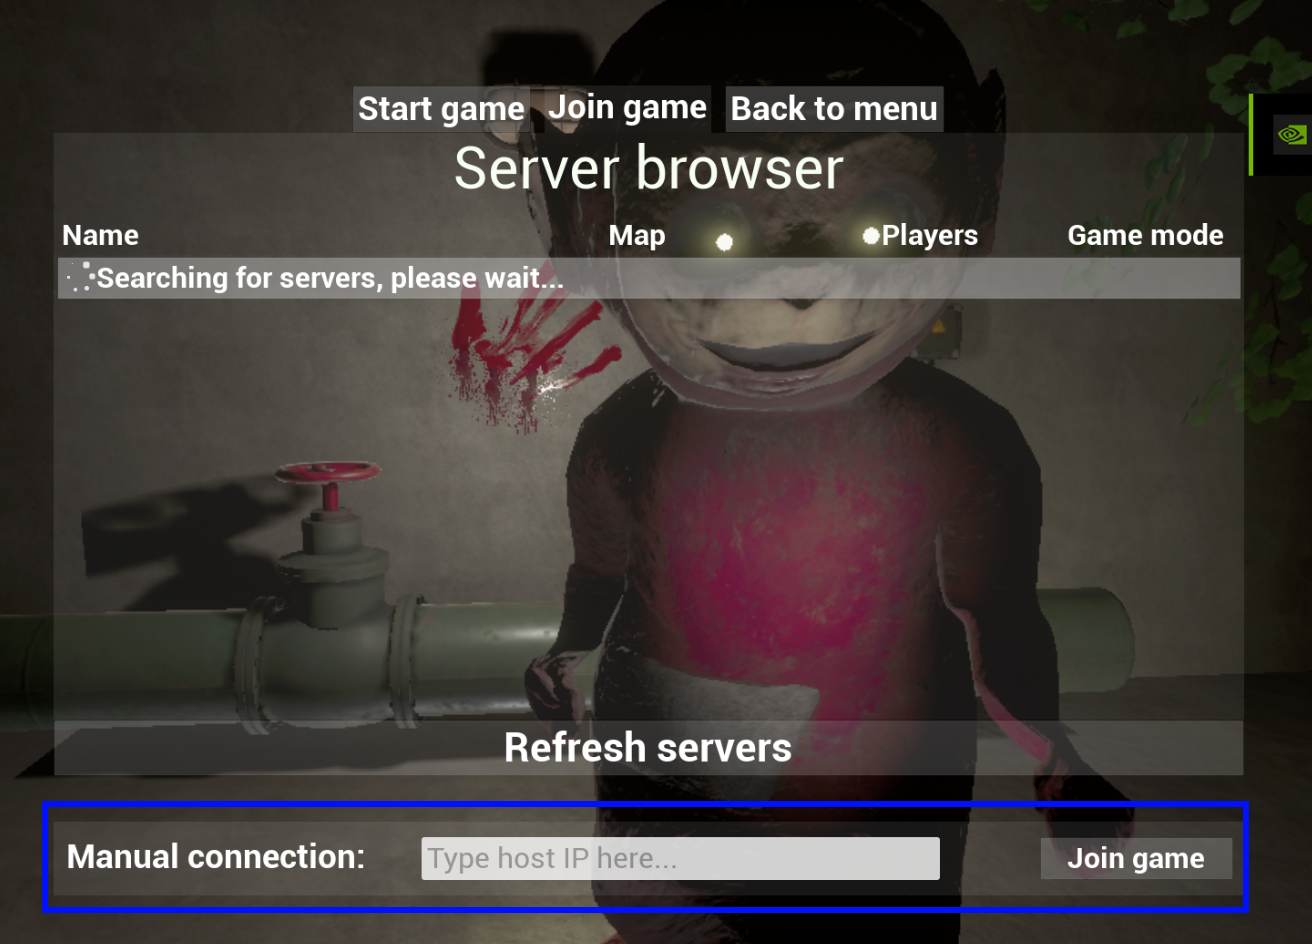 Start game Join game Back to menu
Server browser
Name Map Players Game mode
Searching for servers, please wait...
Refresh servers
Manual connection: Type host IP here... Join game